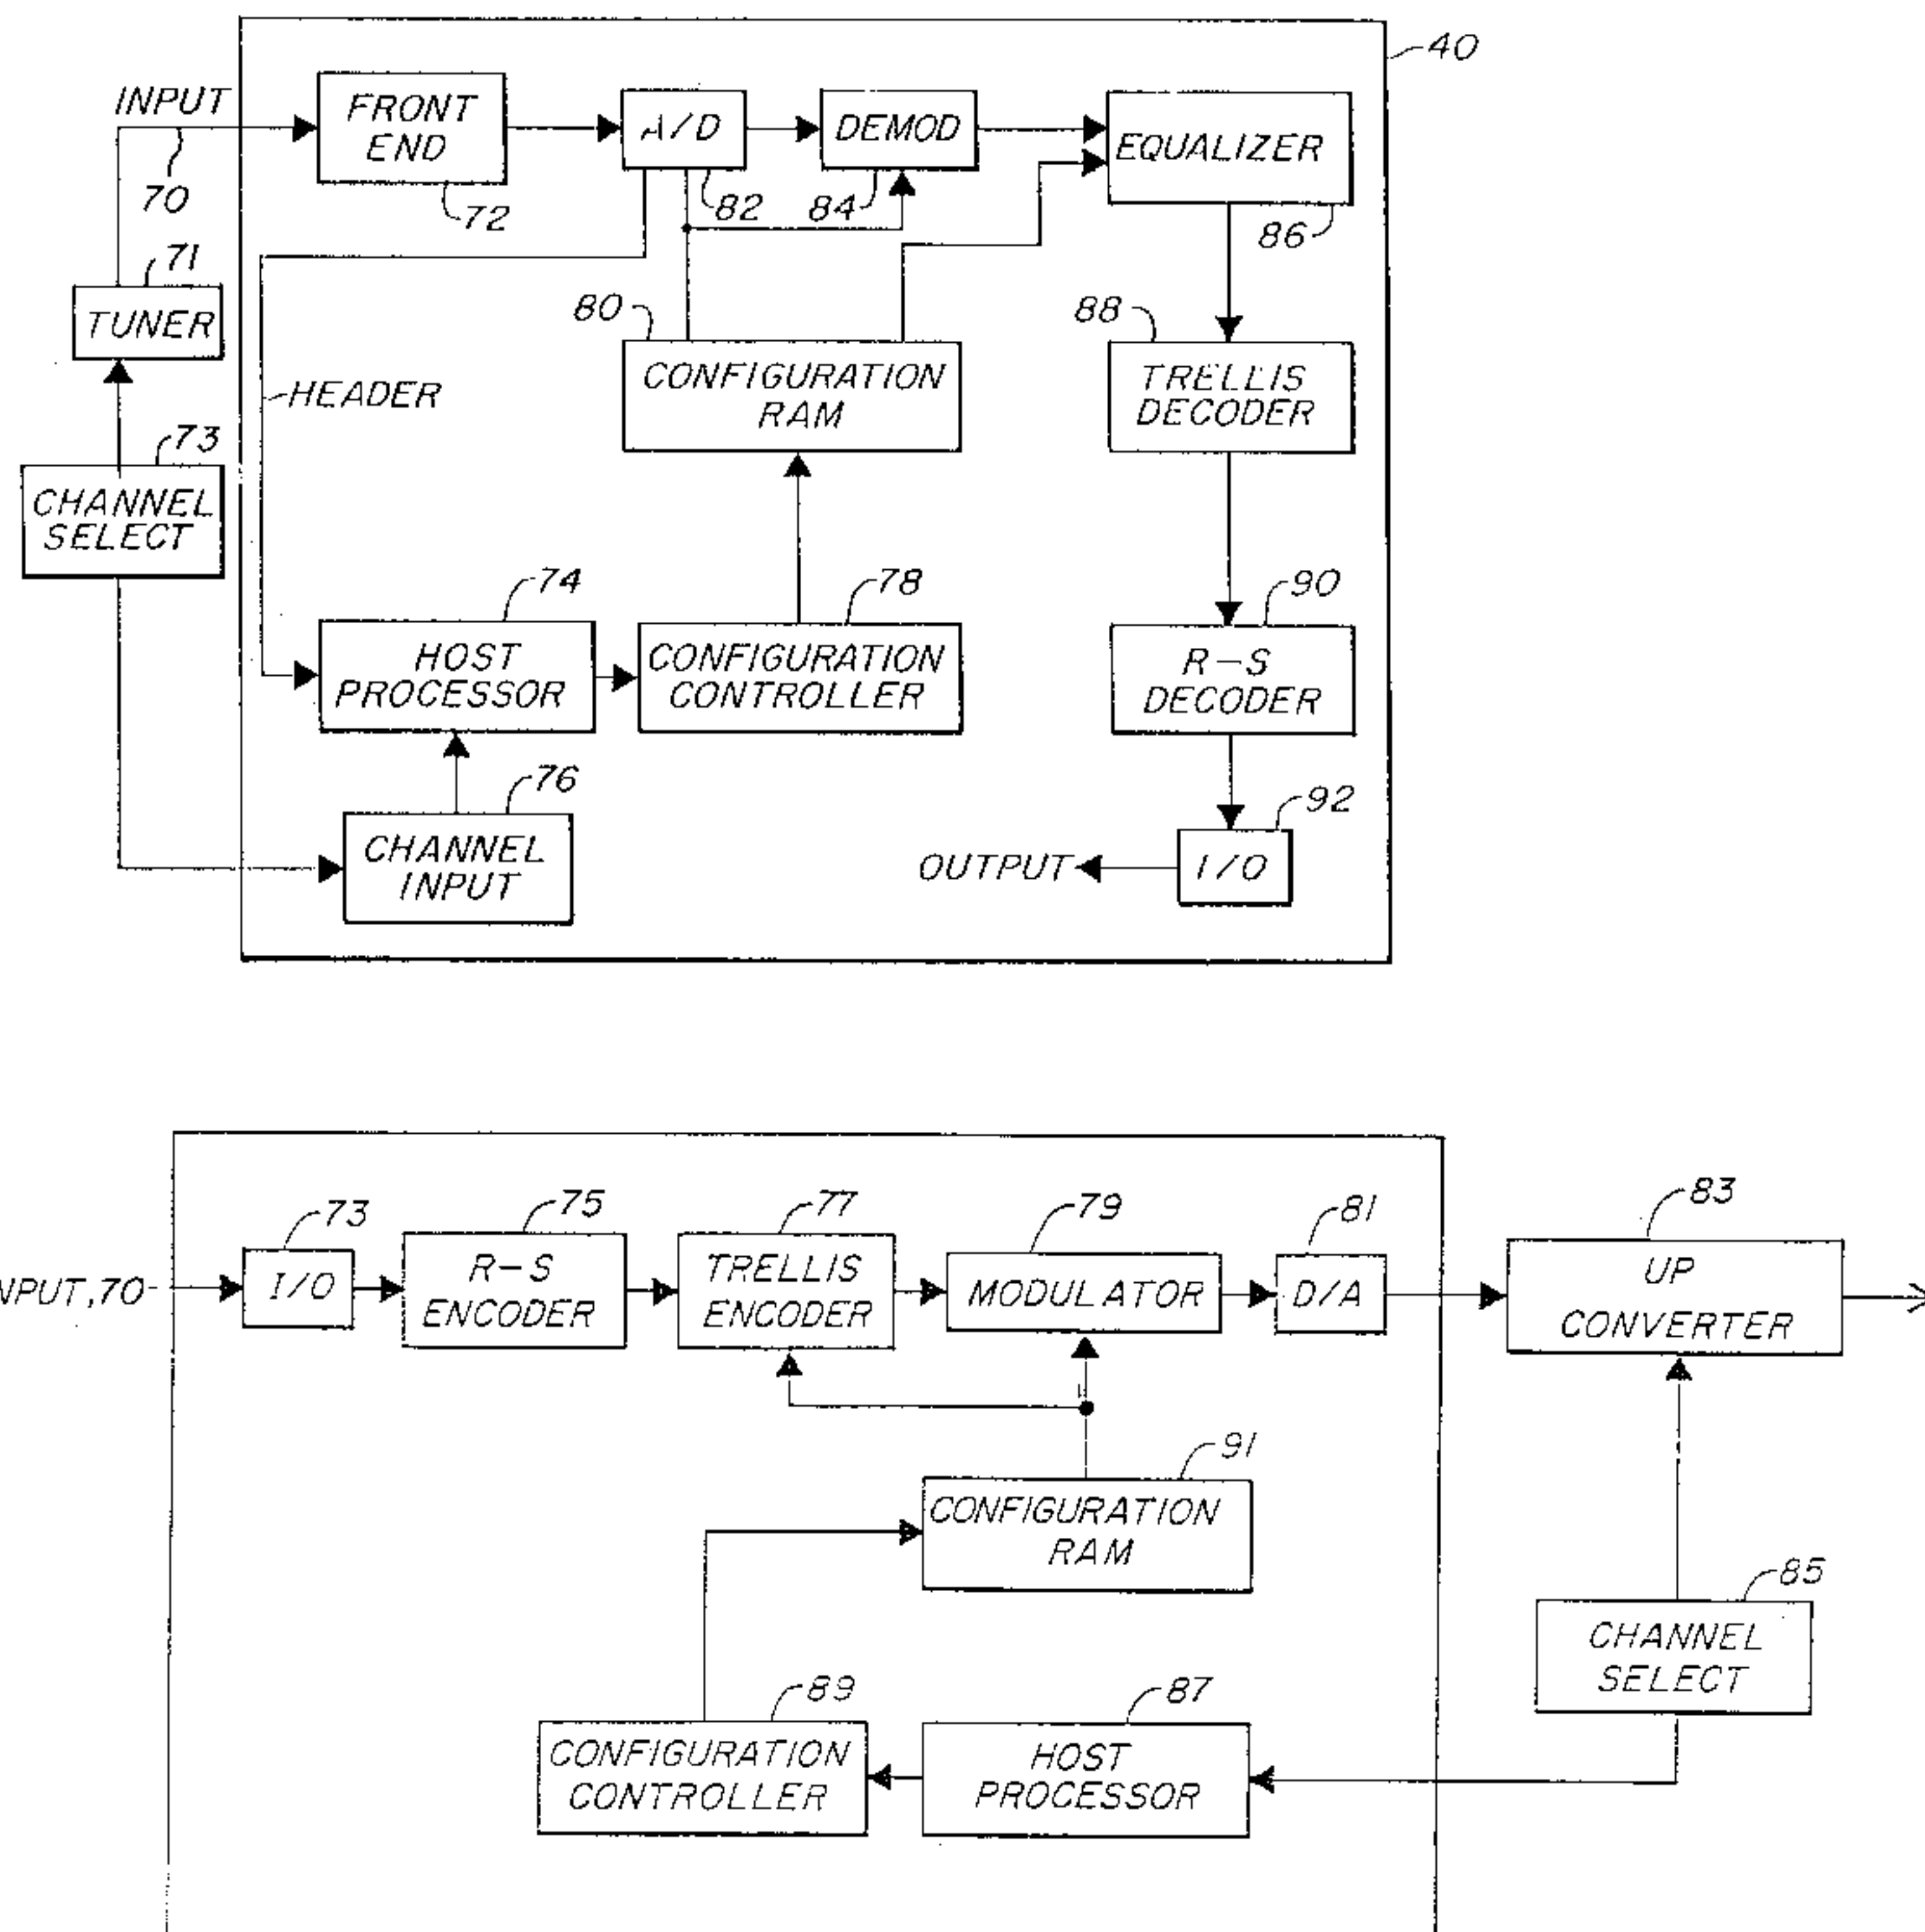 40
INPUT
FRONT
END
A/D
DEMOD
EQUALIZER
70
72
82
84
86
71
TUNER
80
88
CONFIGURATION
RAM
TRELLIS
DECODER
HEADER
73
CHANNEL
SELECT
74
78
90
HOST
PROCESSOR
CONFIGURATION
CONTROLLER
R-S
DECODER
76
92
CHANNEL
INPUT
OUTPUT
I/O
73
75
77
79
81
83
NPUT,70
I/O
R-S
ENCODER
TRELLIS
ENCODER
MODULATOR
D/A
UP
CONVERTER
91
CONFIGURATION
RAM
85
CHANNEL
SELECT
89
87
CONFIGURATION
CONTROLLER
HOST
PROCESSOR